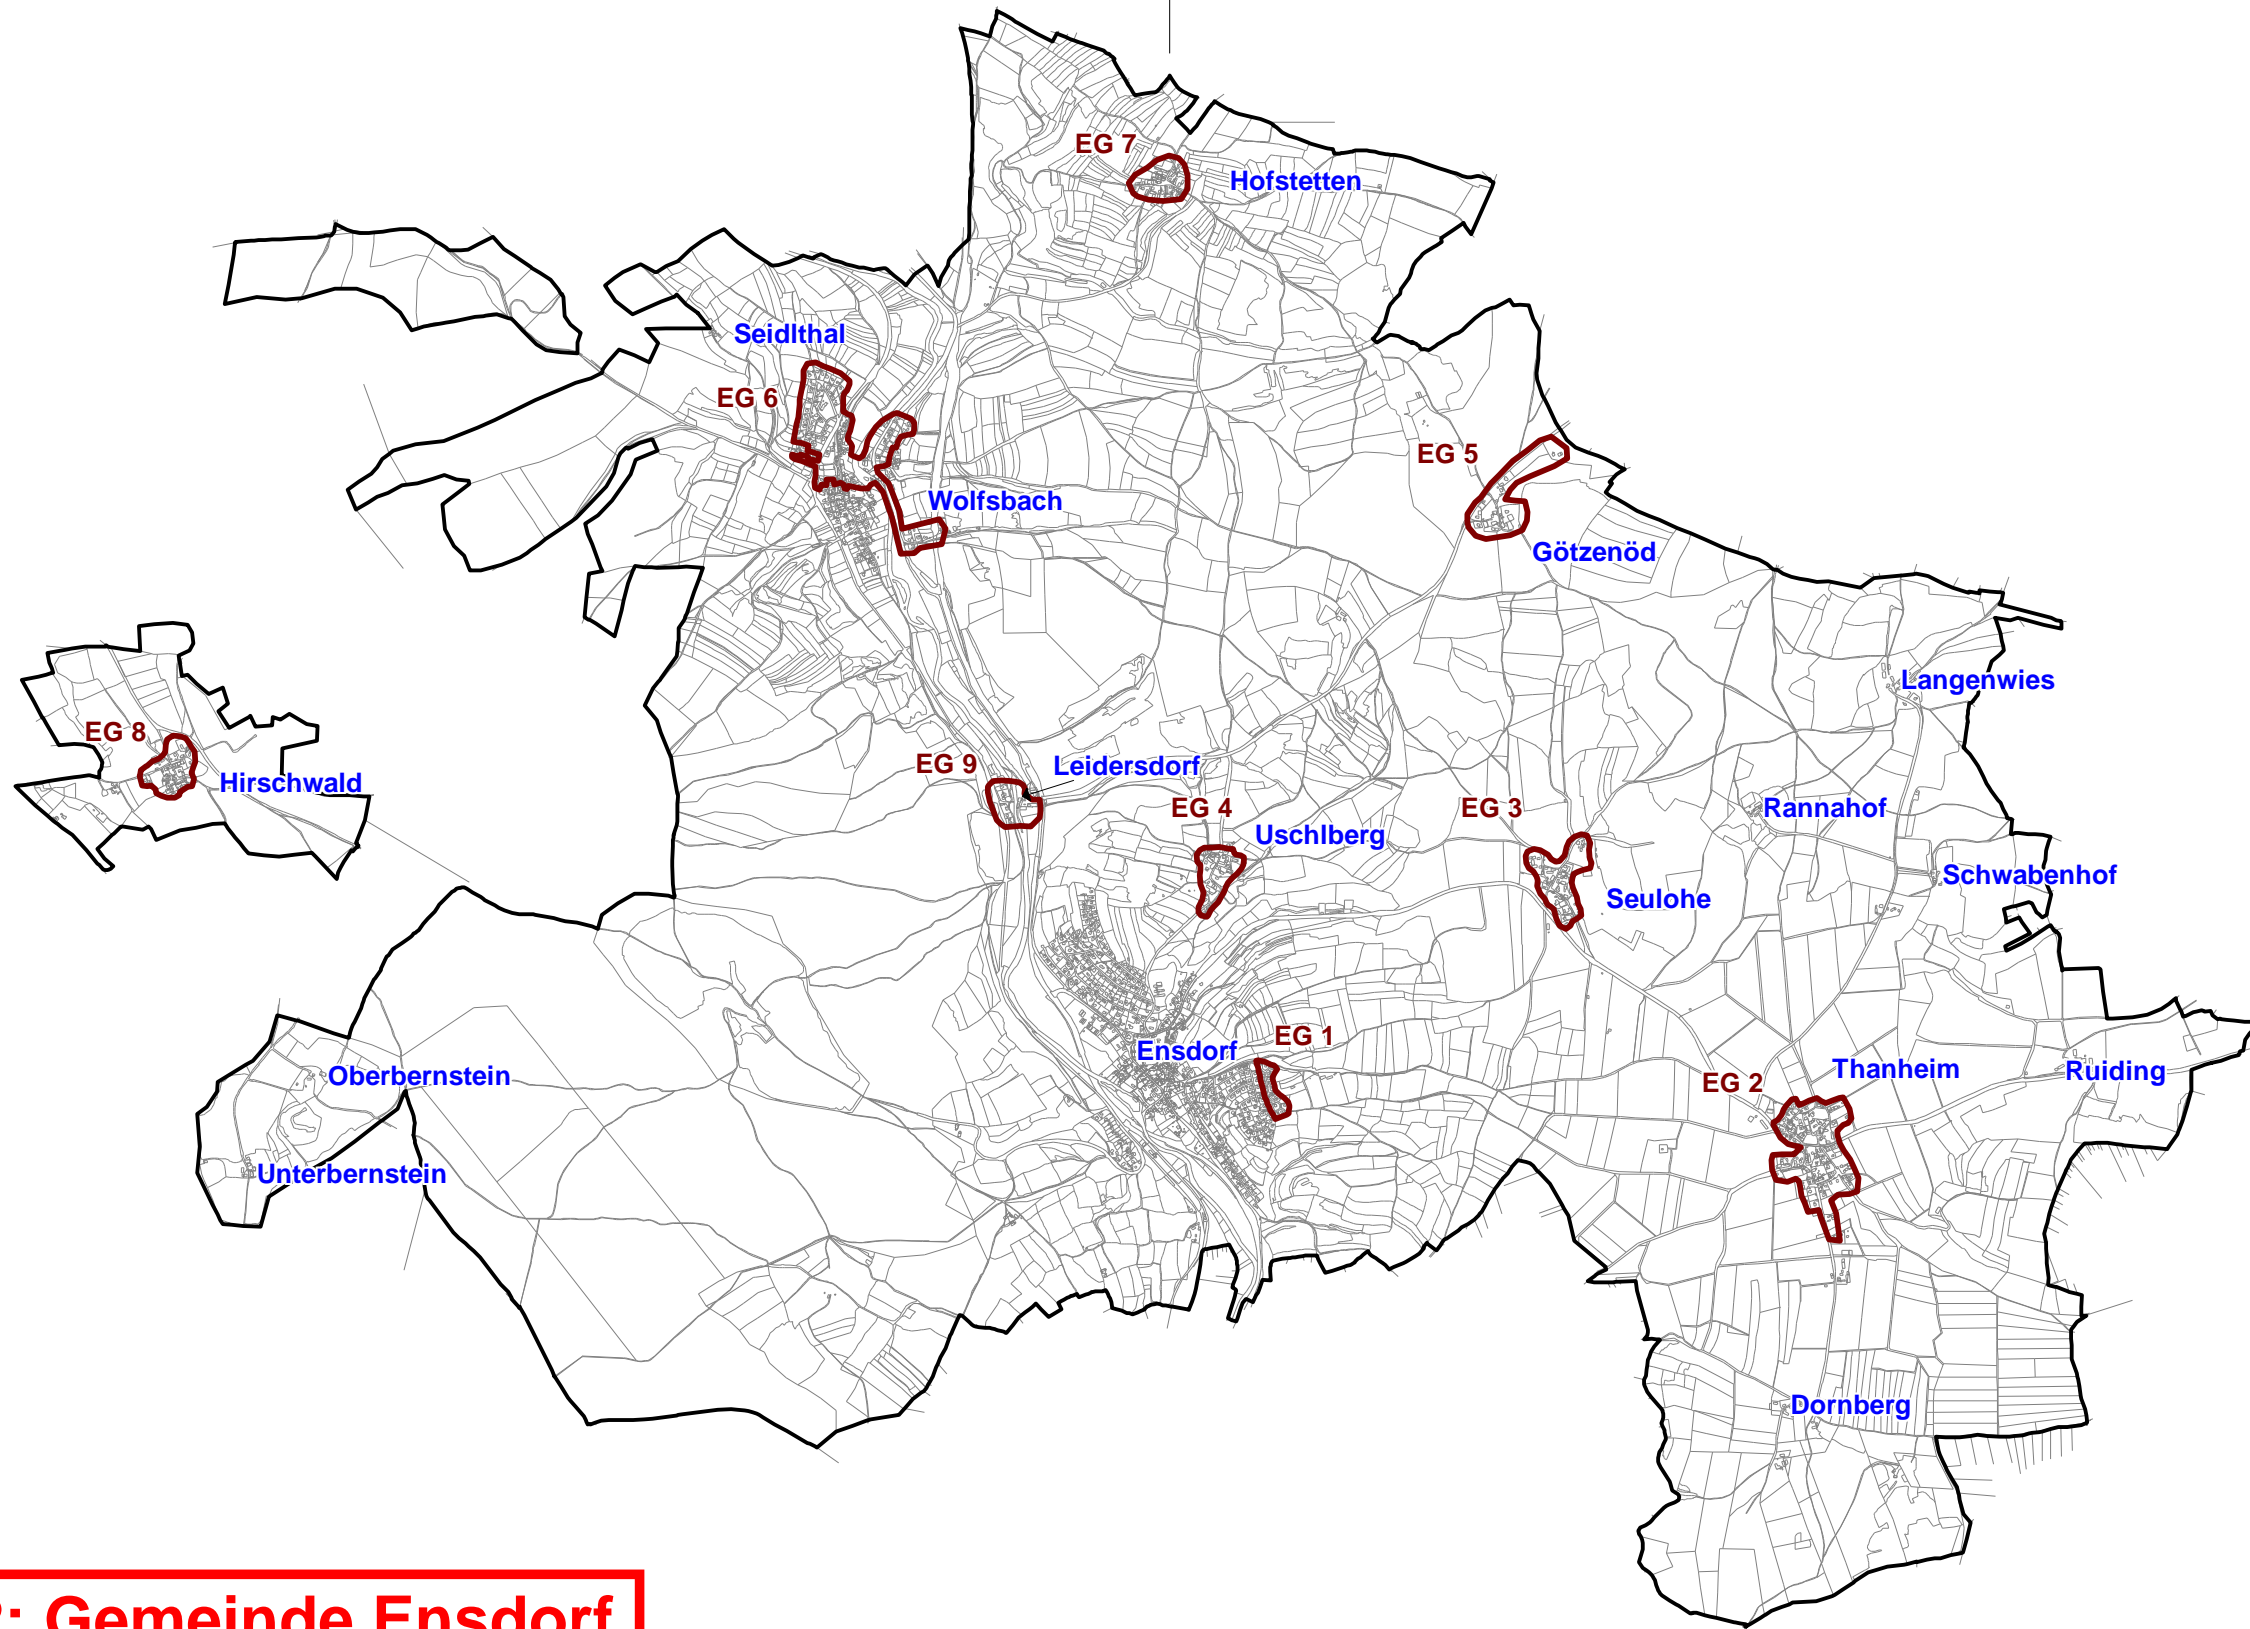 EG 7
Hofstetten
Seidlthal
EG 6
EG 5
Wolfsbach
Götzenöd
Langenwies
EG 8
Hirschwald
EG 9
Leidersdorf
EG 4
Uschlberg
EG 3
Rannahof
Schwabenhof
Seulohe
EG 1
Ensdorf
EG 2
Thanheim
Ruiding
Oberbernstein
Unterbernstein
Dornberg
: Gemeinde Ensdorf